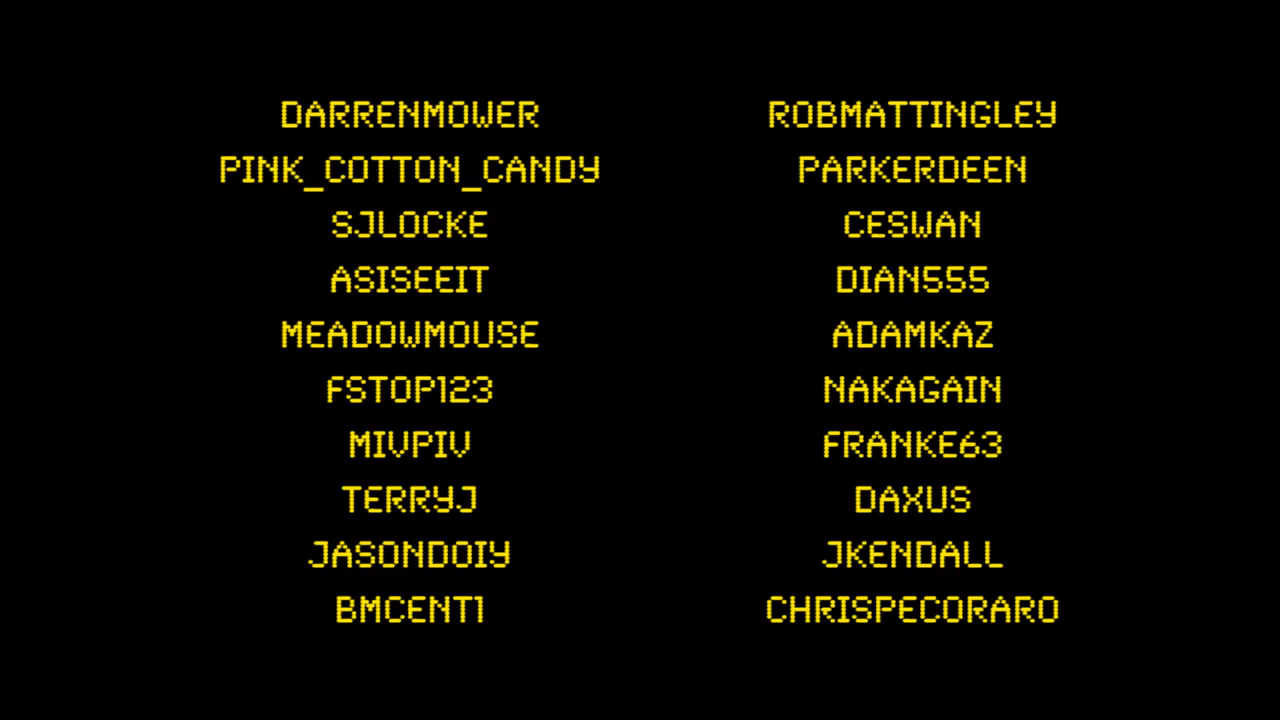 DARRENMOWER
PINK_COTTON_CANDY
SJLOCKE
ASISEEIT
MEADOWMOUSE
FSTOP123
MIVPIV
TERRYJ
JASONDOIY
BMCENT1
ROBMATTINGLEY
PARKERDEEN
CESWAN
DIAN555
ADAMKAZ
NAKAGAIN
FRANKE63
DAXUS
JKENDALL
CHRISPECORARO